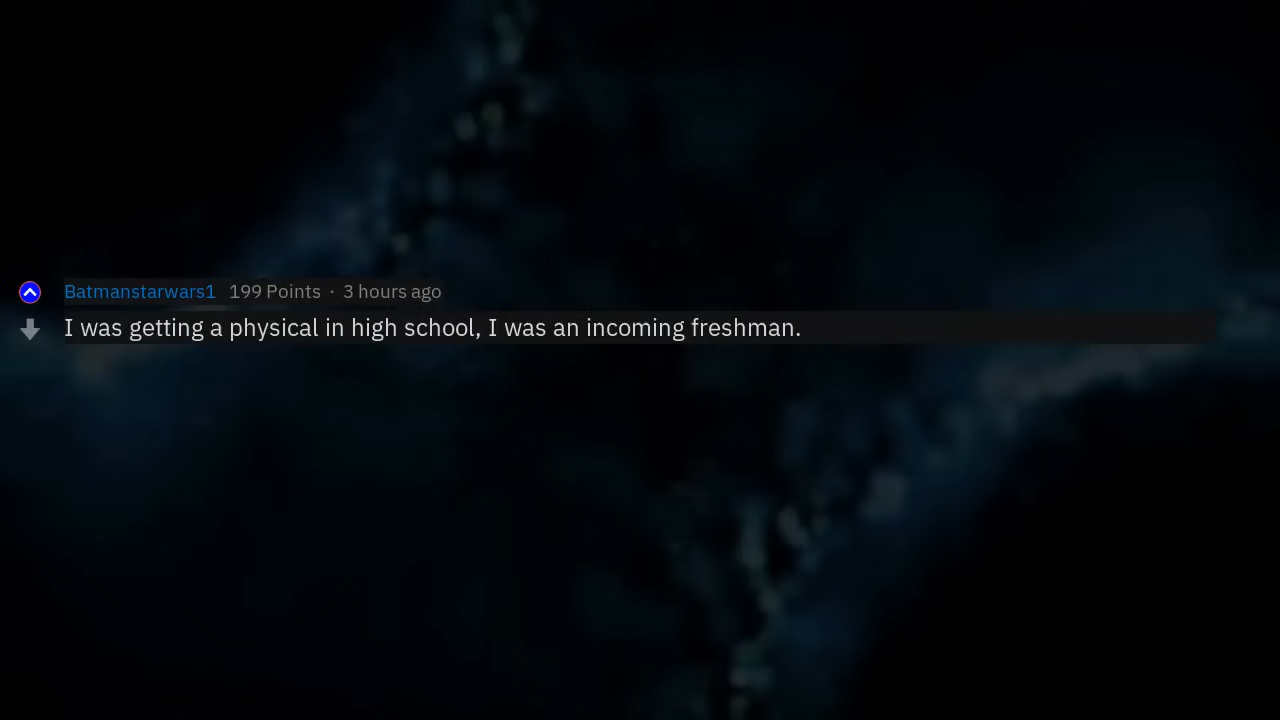 Batmanstarwars1 199 Points · 3 hours ago
I was getting a physical in high school, I was an incoming freshman.